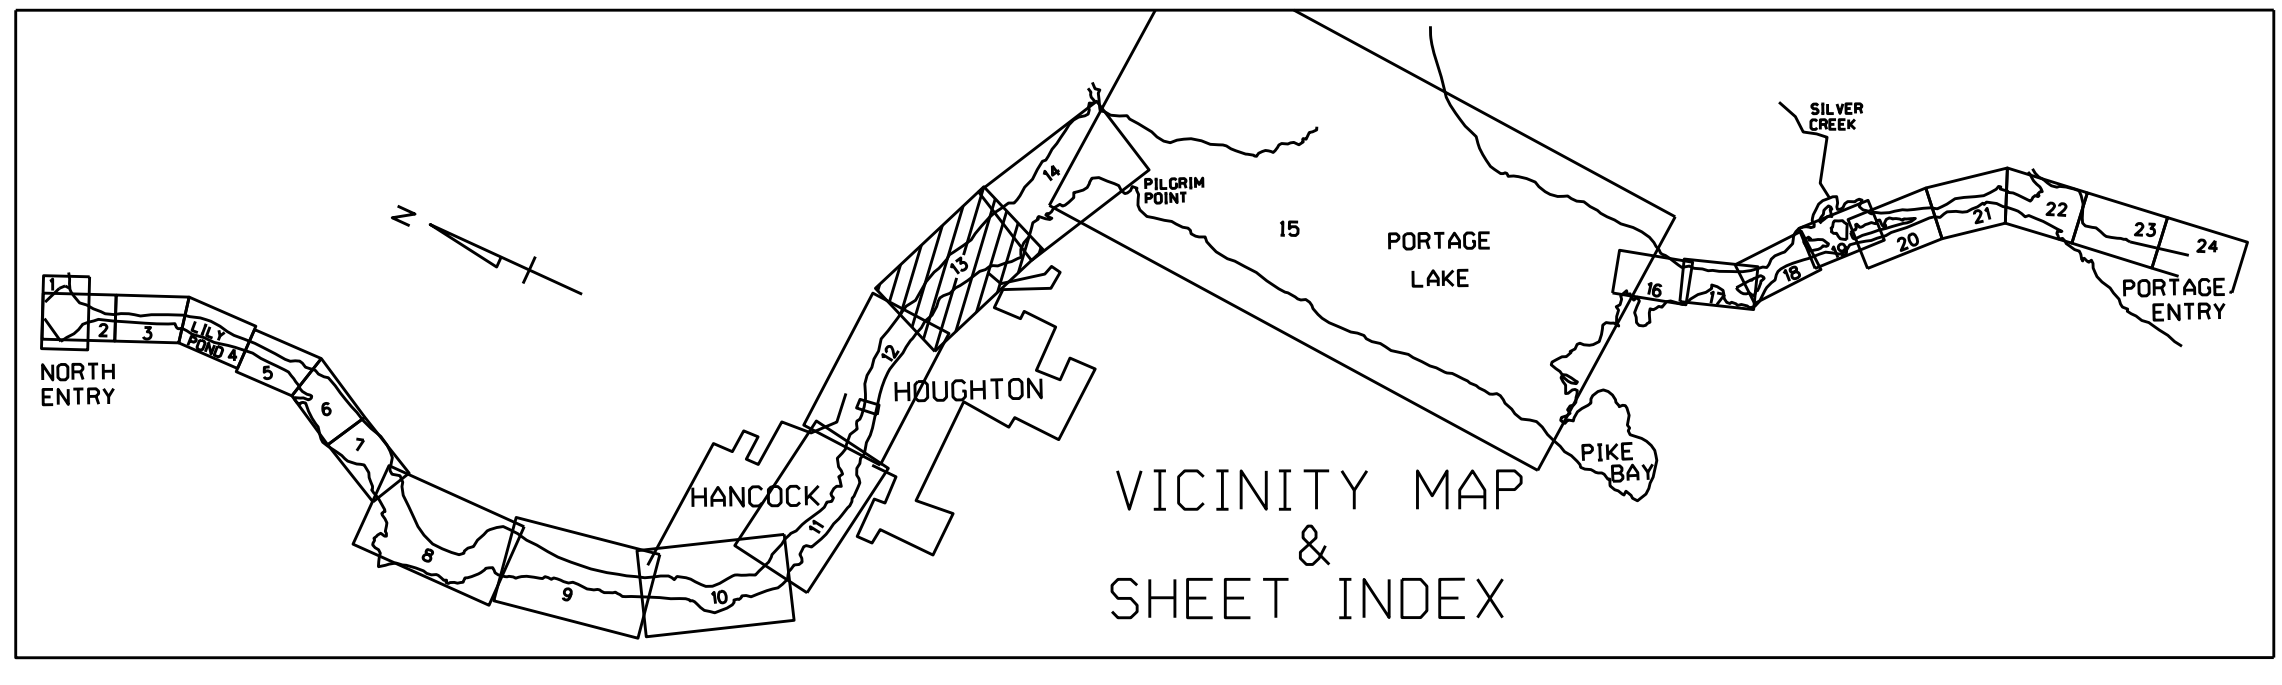 SILVER
CREEK
14
PILGRIM
POINT
N
15
PORTAGE
LAKE
13
22
21
23
24
20
19
18
16
17
PORTAGE
ENTRY
1
2
3
LILY
POND 4
5
NORTH
ENTRY
6
7
12
HOUGHTON
HANCOCK
11
8
9
10
PIKE
BAY
VICINITY MAP
&
SHEET INDEX